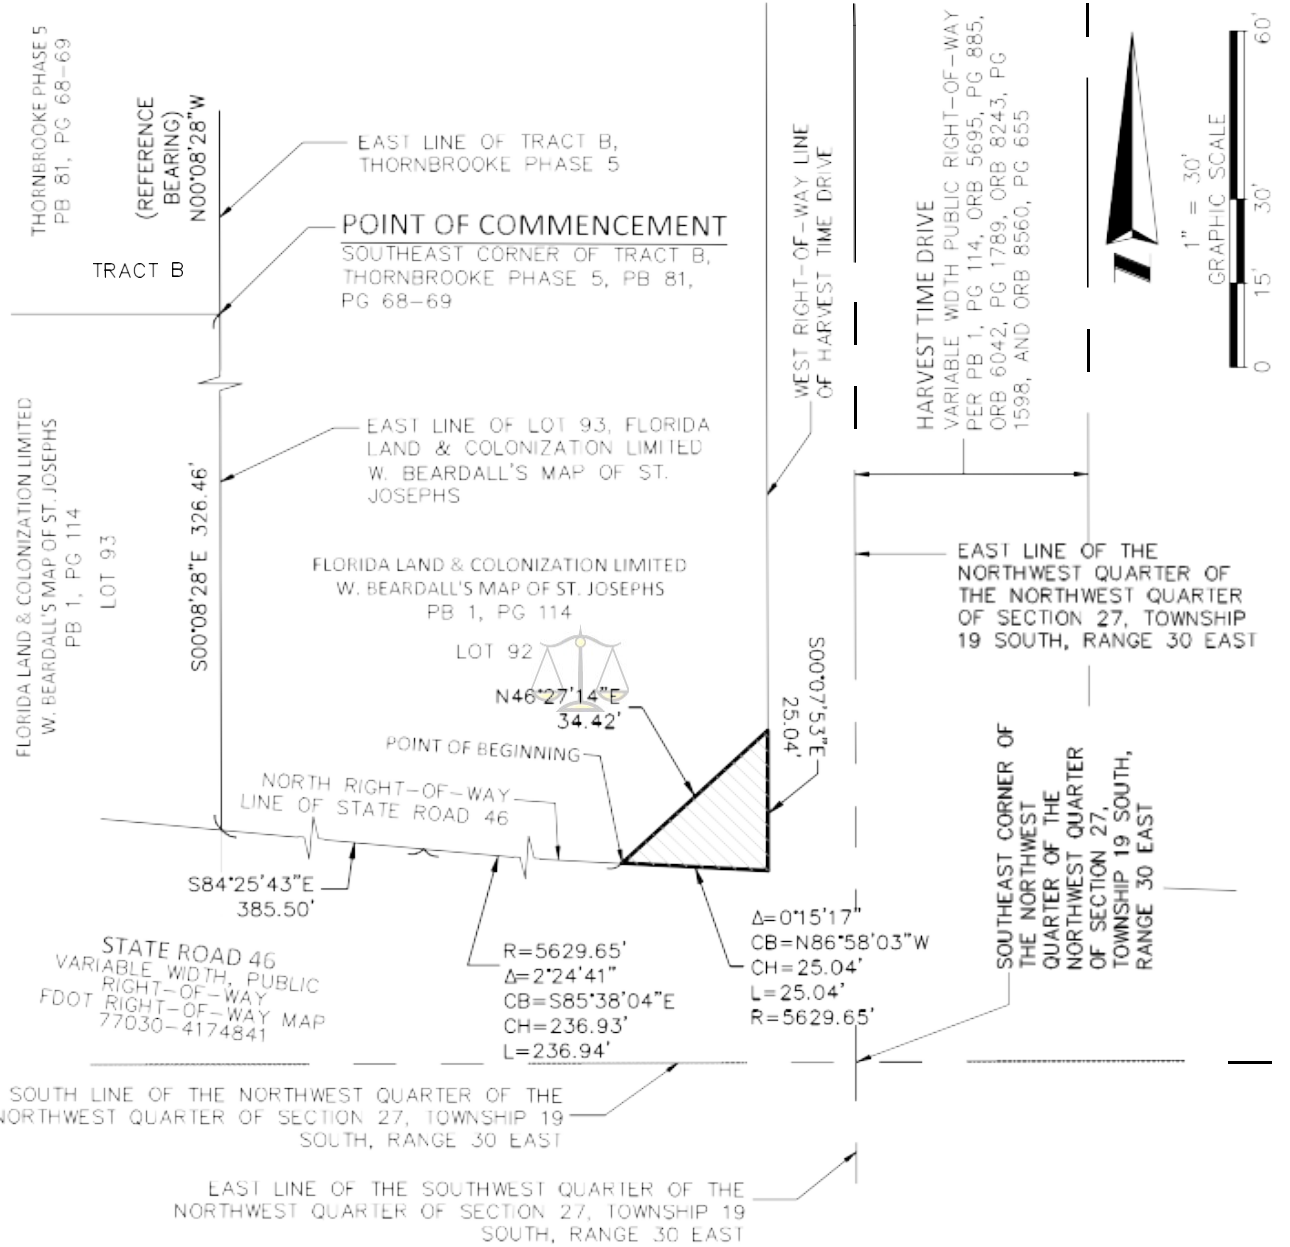 THORNBROOKE PHASE 5
PB 81, PG 68-69
(REFERENCE
BEARING)
N00°08'28"W
EAST LINE OF TRACT B,
THORNBROOKE PHASE 5
POINT OF COMMENCEMENT
SOUTHEAST CORNER OF TRACT B,
THORNBROOKE PHASE 5, PB 81,
PG 68-69
TRACT B
WEST RIGHT-OF-WAY LINE
OF HARVEST TIME DRIVE
HARVEST TIME DRIVE
VARIABLE WIDTH PUBLIC RIGHT-OF-WAY
PER PB 1, PG 114, ORB 5695, PG 885,
ORB 6042, PG 1789, ORB 8243, PG
1598, AND ORB 8560, PG 655
1" = 30'
GRAPHIC SCALE
0 15' 30' 60'
FLORIDA LAND & COLONIZATION LIMITED
W. BEARDALL'S MAP OF ST. JOSEPHS
PB 1, PG 114
LOT 93
S00°08'28"E 326.46'
EAST LINE OF LOT 93, FLORIDA
LAND & COLONIZATION LIMITED
W. BEARDALL'S MAP OF ST.
JOSEPHS
FLORIDA LAND & COLONIZATION LIMITED
W. BEARDALL'S MAP OF ST. JOSEPHS
PB 1, PG 114
LOT 92
N46°27'14"E
34.42'
S00°07'53"E
25.04'
POINT OF BEGINNING
NORTH RIGHT-OF-WAY
LINE OF STATE ROAD 46
EAST LINE OF THE
NORTHWEST QUARTER OF
THE NORTHWEST QUARTER
OF SECTION 27, TOWNSHIP
19 SOUTH, RANGE 30 EAST
SOUTHEAST CORNER OF
THE NORTHWEST
QUARTER OF THE
NORTHWEST QUARTER
OF SECTION 27,
TOWNSHIP 19 SOUTH,
RANGE 30 EAST
S84°25'43"E
385.50'
STATE ROAD 46
VARIABLE WIDTH, PUBLIC
RIGHT-OF-WAY
FDOT RIGHT-OF-WAY MAP
77030-4174841
R=5629.65'
Δ=2°24'41"
CB=S85°38'04"E
CH=236.93'
L=236.94'
Δ=0°15'17"
CB=N86°58'03"W
CH=25.04'
L=25.04'
R=5629.65'
SOUTH LINE OF THE NORTHWEST QUARTER OF THE
NORTHWEST QUARTER OF SECTION 27, TOWNSHIP 19
SOUTH, RANGE 30 EAST
EAST LINE OF THE SOUTHWEST QUARTER OF THE
NORTHWEST QUARTER OF SECTION 27, TOWNSHIP 19
SOUTH, RANGE 30 EAST